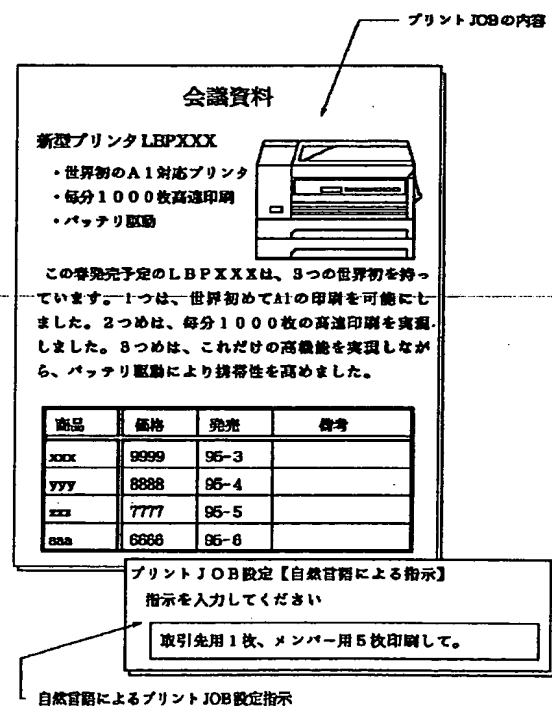 プリントJOBの内容
会議資料
新型プリンタLBPXXX
・世界初のA1対応プリンタ
・毎分1000枚高速印刷
・バッテリ駆動
この春発売予定のLBPXXXは、3つの世界初を持っ
ています。1つは、世界初めてA1の印刷を可能にし
ました。2つめは、毎分1000枚の高速印刷を実現
しました。3つめは、これだけの高機能を実現しなが
ら、バッテリ駆動により携帯性を高めました。
商品 価格 発売 備考
xxx 9999 95-3
yyy 8888 95-4
zzz 7777 95-5
aaa 6666 95-6
プリントJOB設定【自然言語による指示】
指示を入力してください
取引先用1枚、メンバー用5枚印刷して。
自然言語によるプリントJOB設定指示